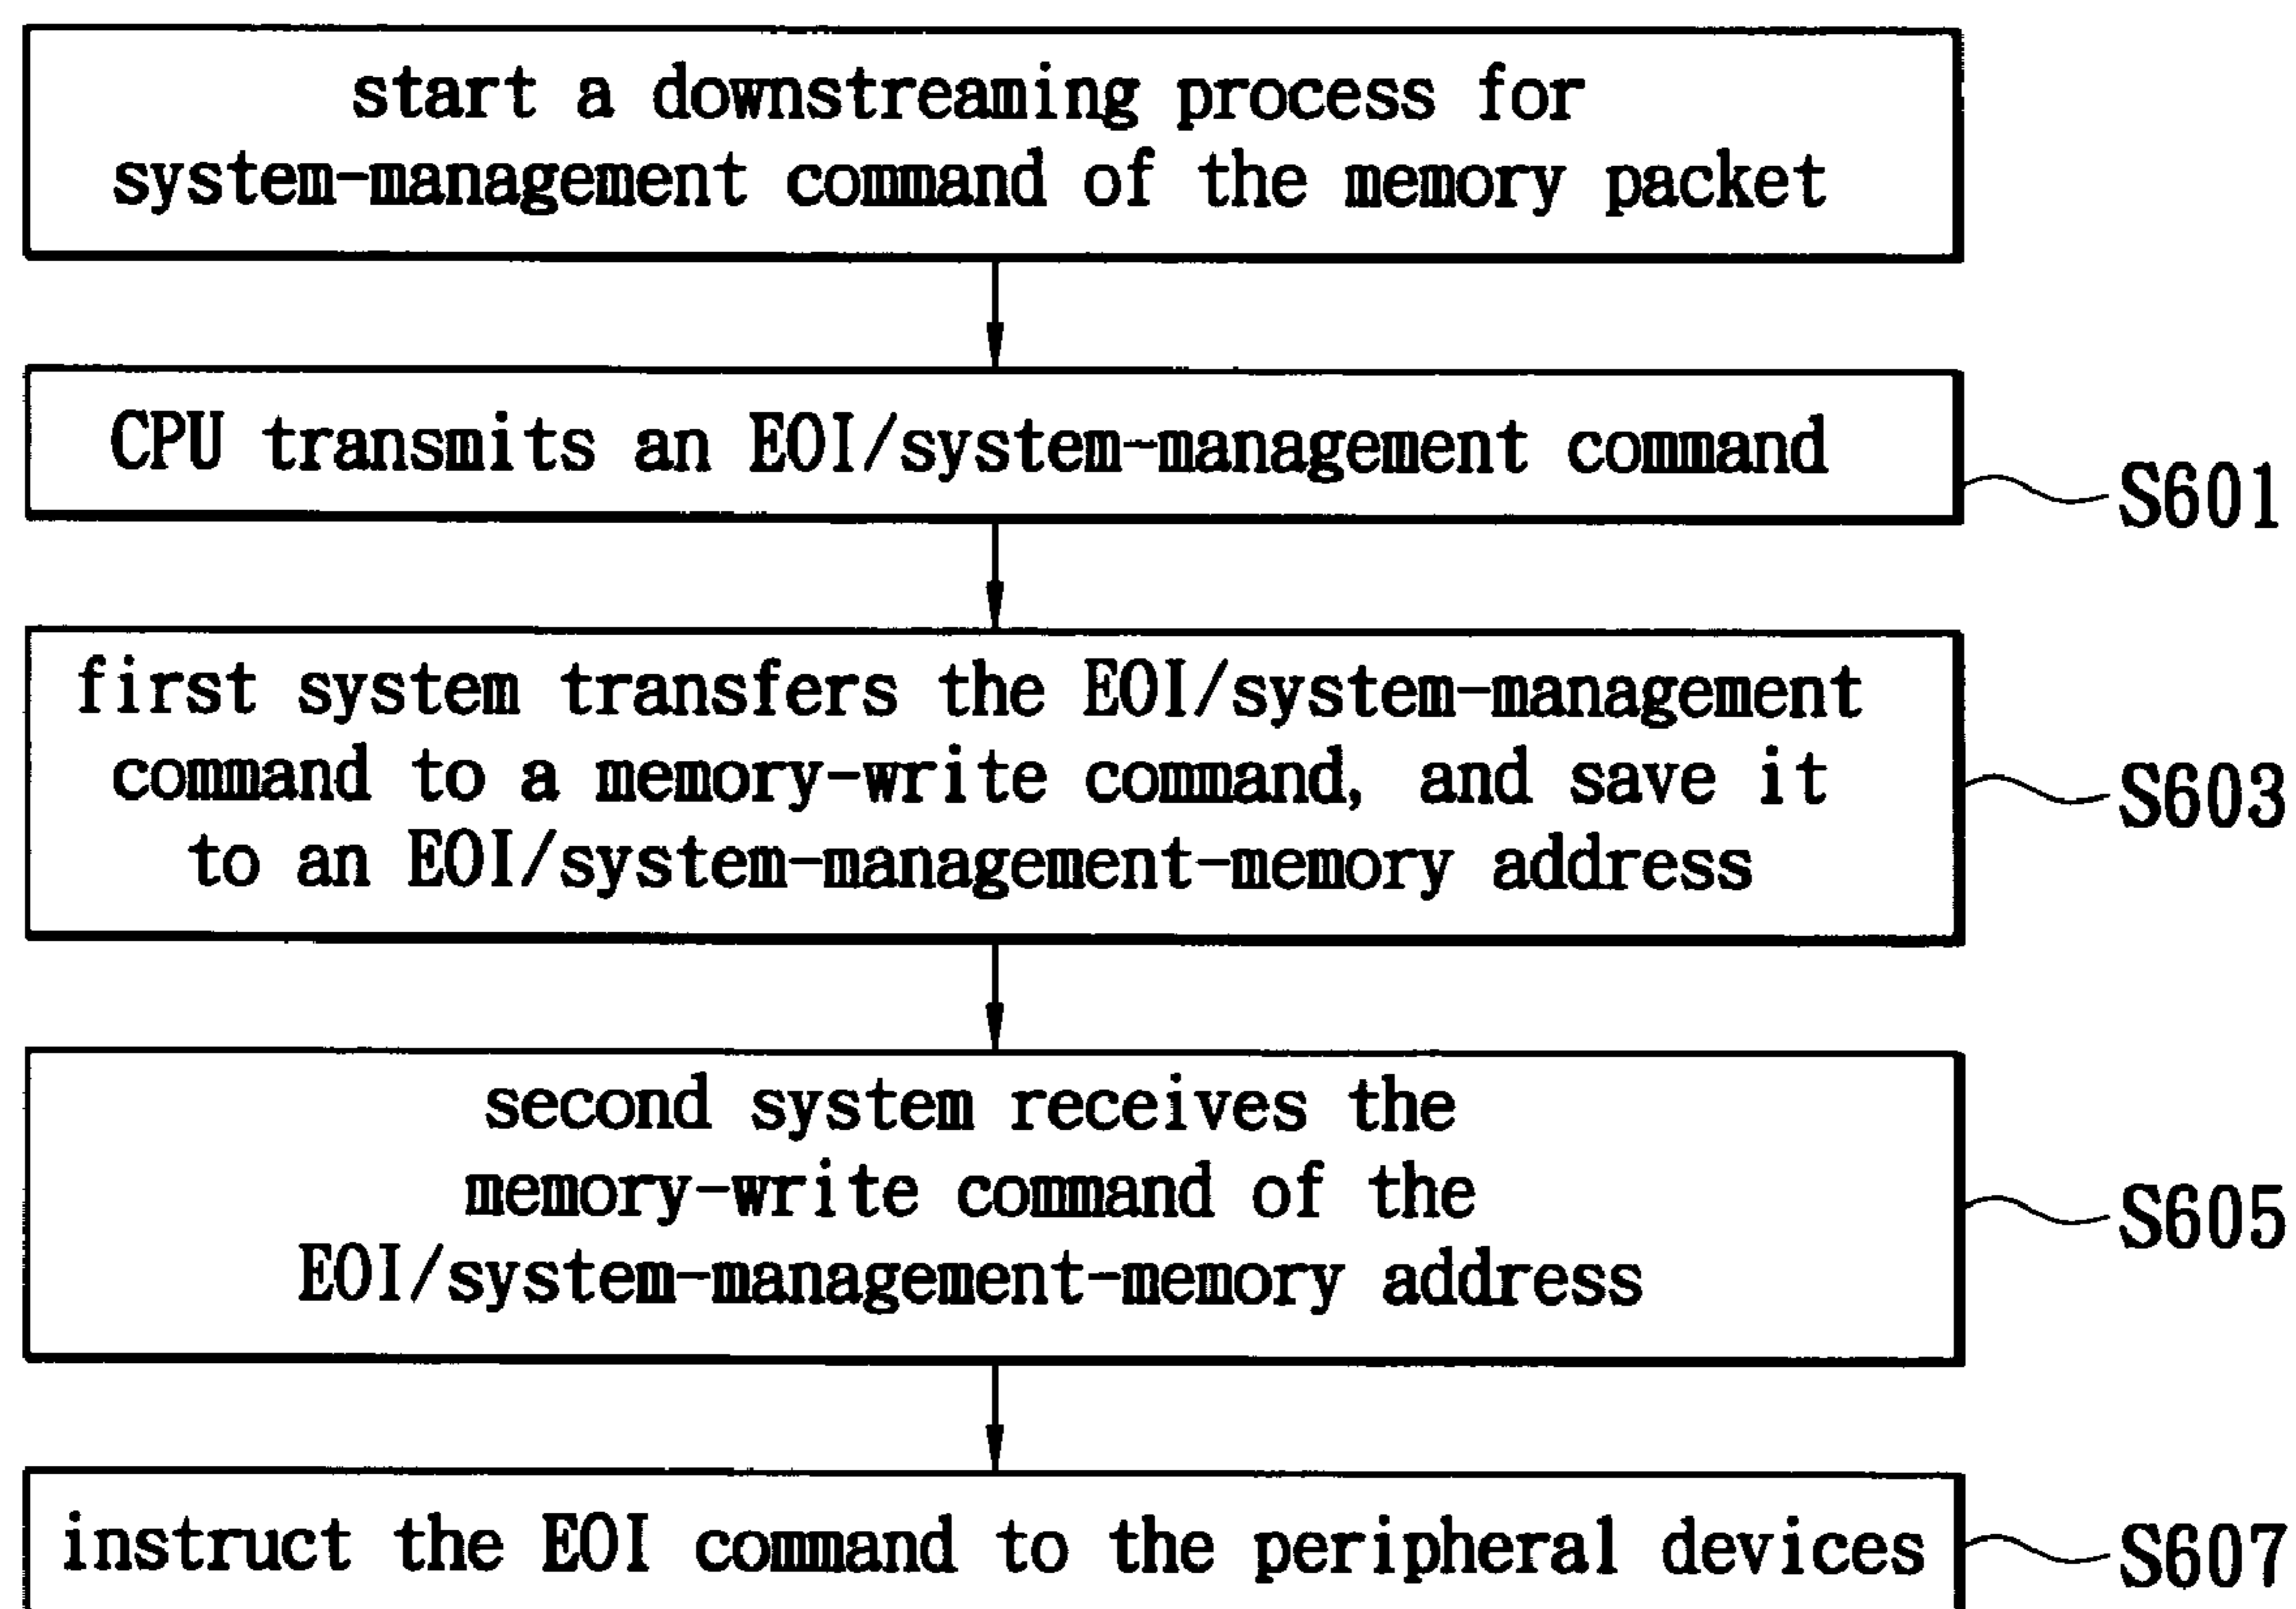 start a downstreaming process for
system-management command of the memory packet
CPU transmits an EOI/system-management command
S601
first system transfers the EOI/system-management
command to a memory-write command, and save it
to an EOI/system-management-memory address
S603
second system receives the
memory-write command of the
EOI/system-management-memory address
S605
instruct the EOI command to the peripheral devices
S607